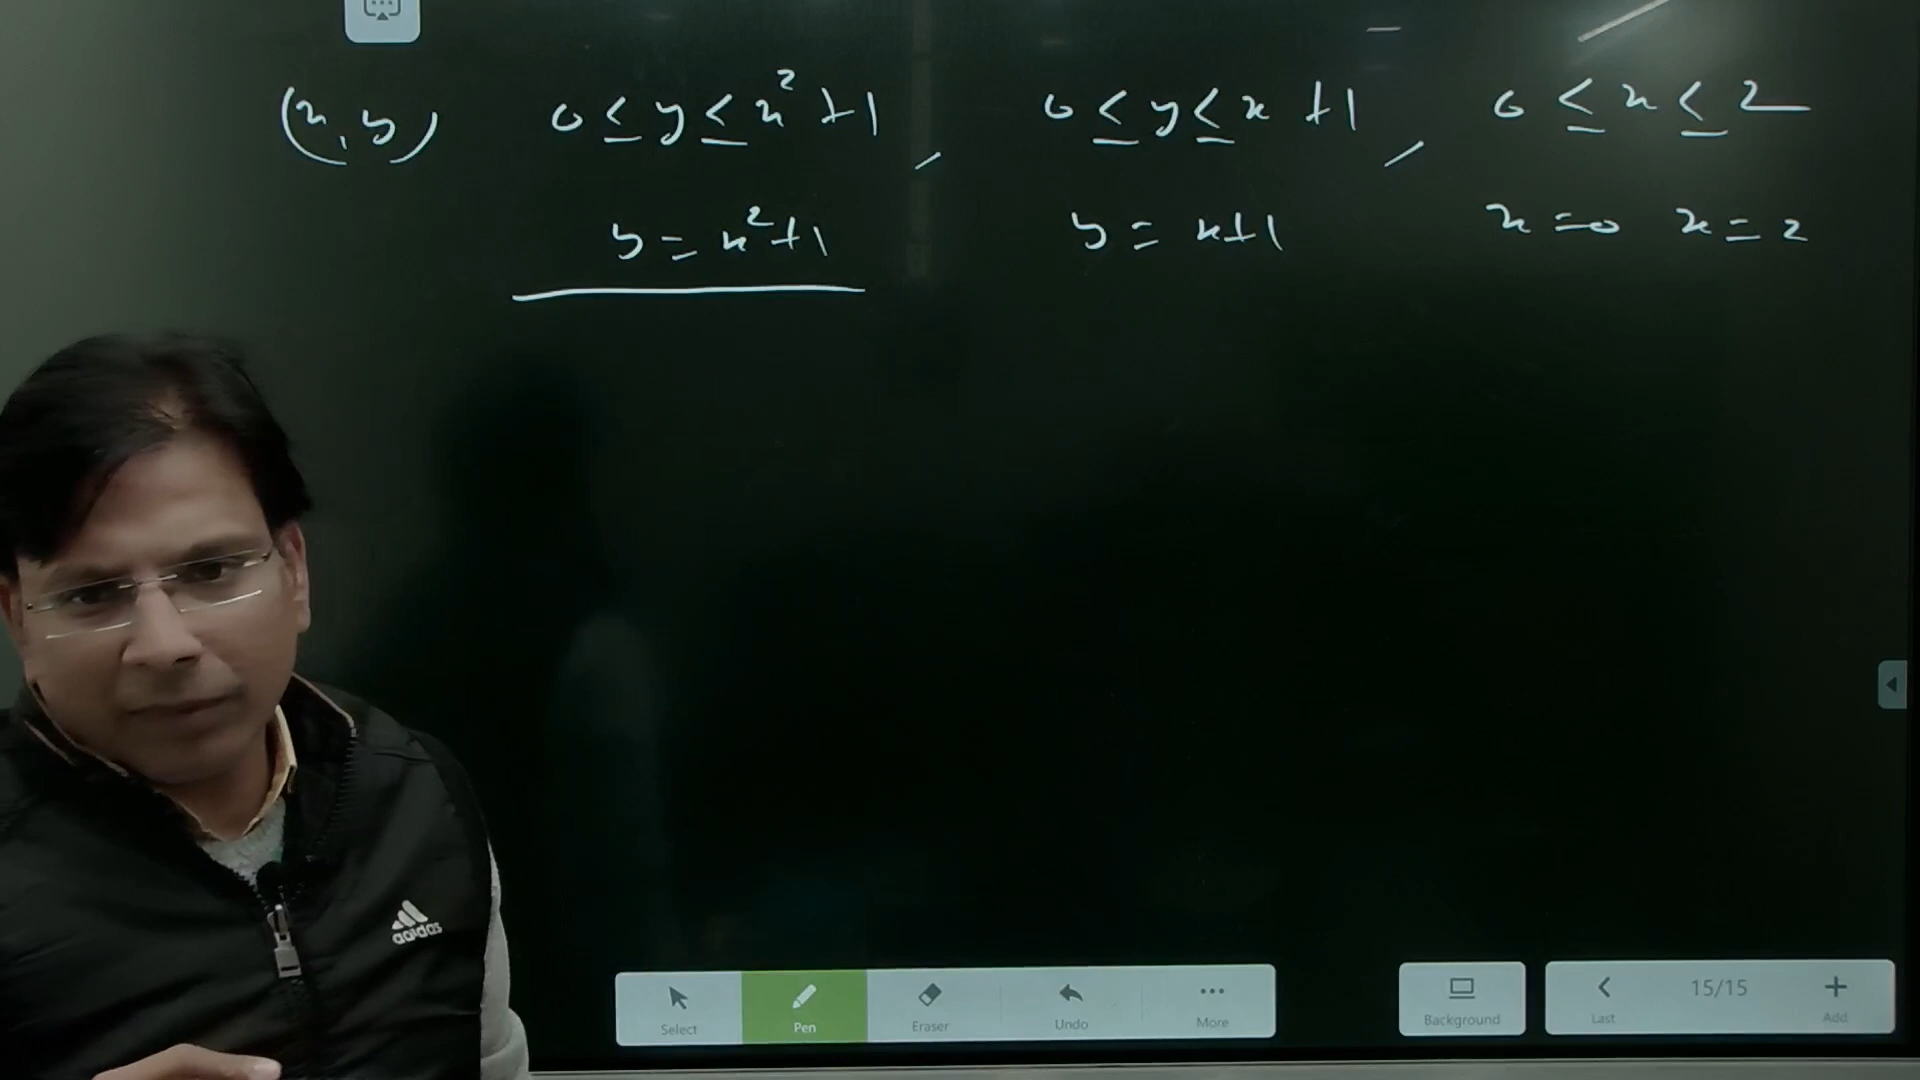 (x, y) 0 ≤ y ≤ x² + 1, 0 ≤ y ≤ x + 1, 0 ≤ x ≤ 2
y = x² + 1 y = x + 1 x = 0 x = 2
adidas
Select Pen Eraser Undo More Background Last 15/15 Add